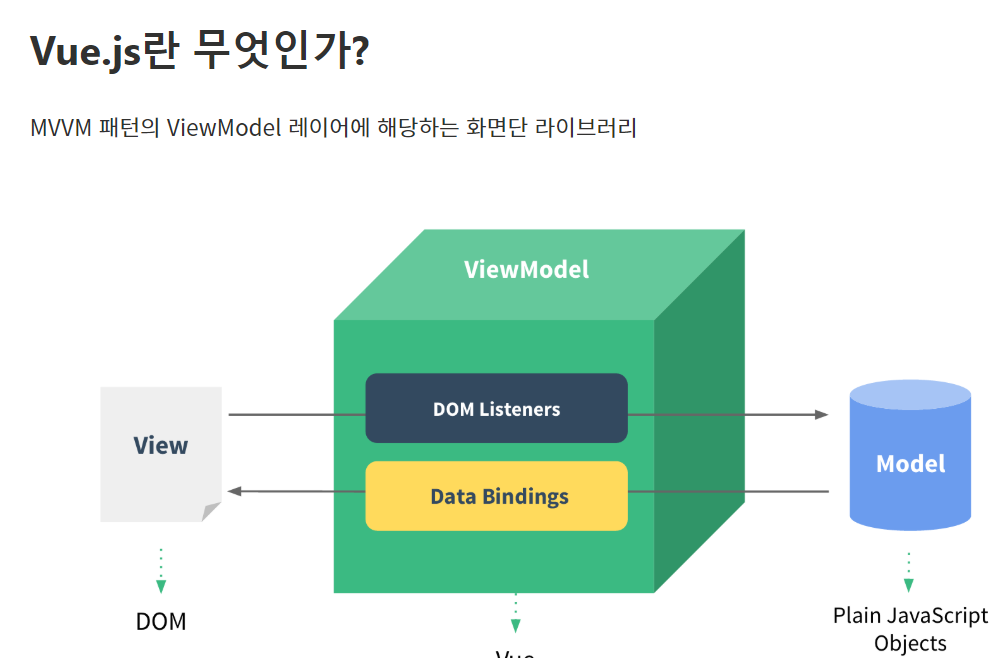 Vue.js란 무엇인가?
MVVM 패턴의 ViewModel 레이어에 해당하는 화면단 라이브러리
ViewModel
DOM Listeners
View
Model
Data Bindings
DOM
Plain JavaScript
Objects
Vue